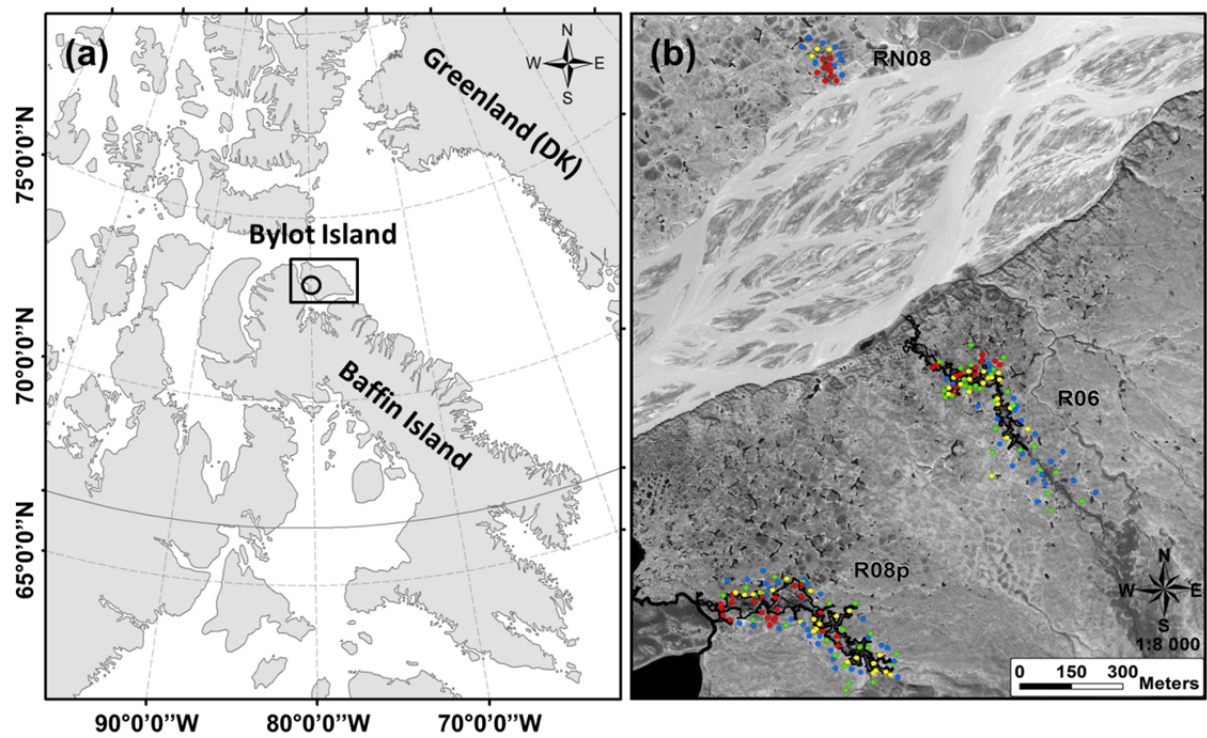 (a)
N
W E
S
Greenland (DK)
Bylot Island
Baffin Island
75°0'0''N
70°0'0''N
65°0'0''N
90°0'0''W 80°0'0''W 70°0'0''W
(b)
RN08
R06
R08p
N
W E
S
1:8 000
0 150 300
Meters